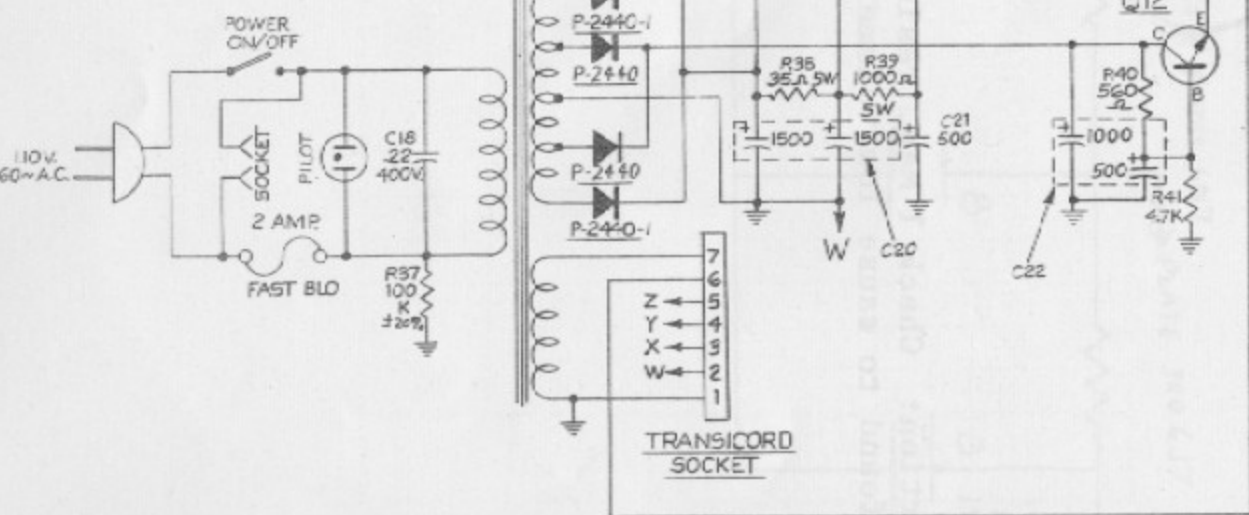 POWER
ON/OFF
110V.
60~A.C.
SOCKET
PILOT
C18
.22
400V
2 AMP.
FAST BLO
R37
100
K
±20%
P-2440-1
P-2440
P-2440
P-2440-1
R39
1000Ω
5W
35Ω 5W
+
1500
+
1500
+
C21
500
W
C20
Q12
C
E
B
R40
560
Ω
+
1000
+
500
C22
R41
4.7K
7
6
5
4
3
2
1
Z
Y
X
W
TRANSICORD
SOCKET